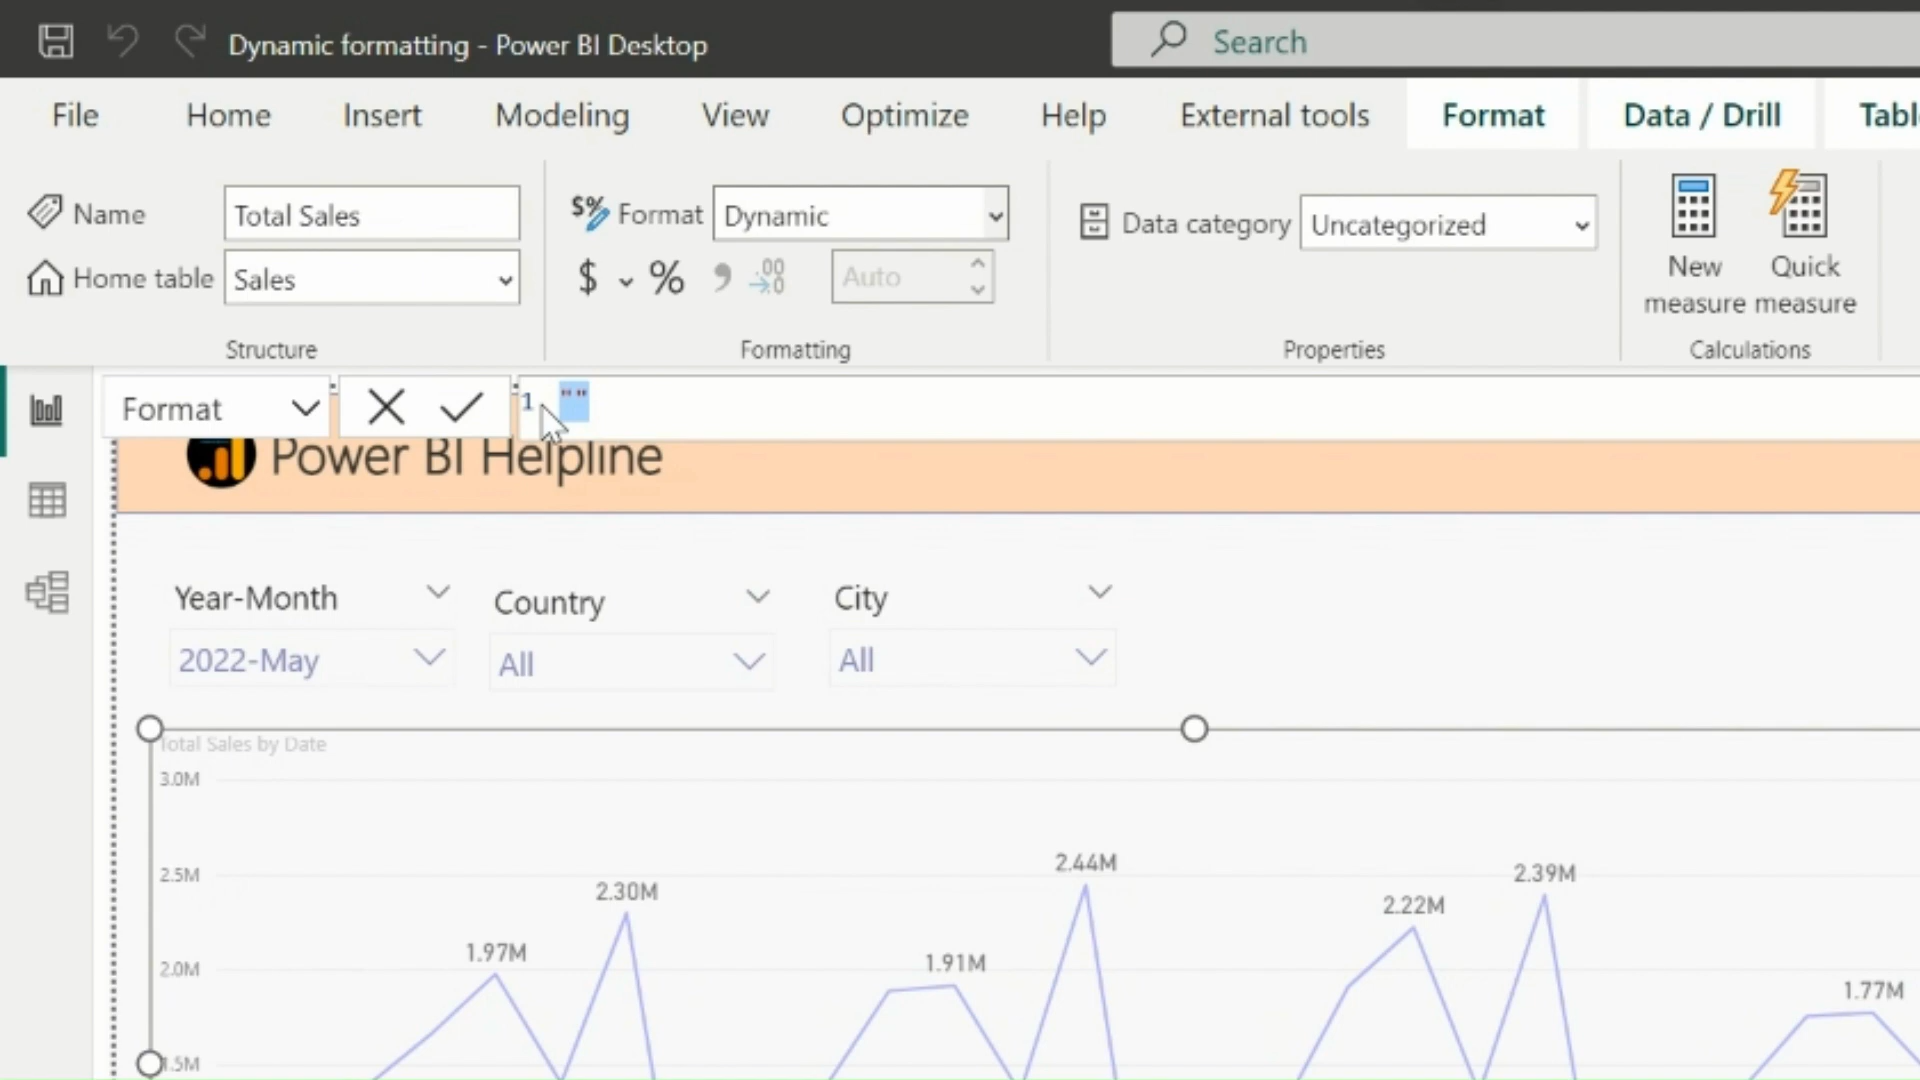 Dynamic formatting - Power BI Desktop
Search
File Home Insert Modeling View Optimize Help External tools Format Data / Drill Tabl
Name Total Sales
Home table Sales
Structure
$% Format Dynamic
$ % 9 .00 →.0 Auto
Formatting
Data category Uncategorized
Properties
New measure
Quick measure
Calculations
Format 1 ""
Power BI Helpline
Year-Month Country City
2022-May All All
Total Sales by Date
3.0M
2.5M
2.0M
1.5M
1.97M
2.30M
1.91M
2.44M
2.22M
2.39M
1.77M